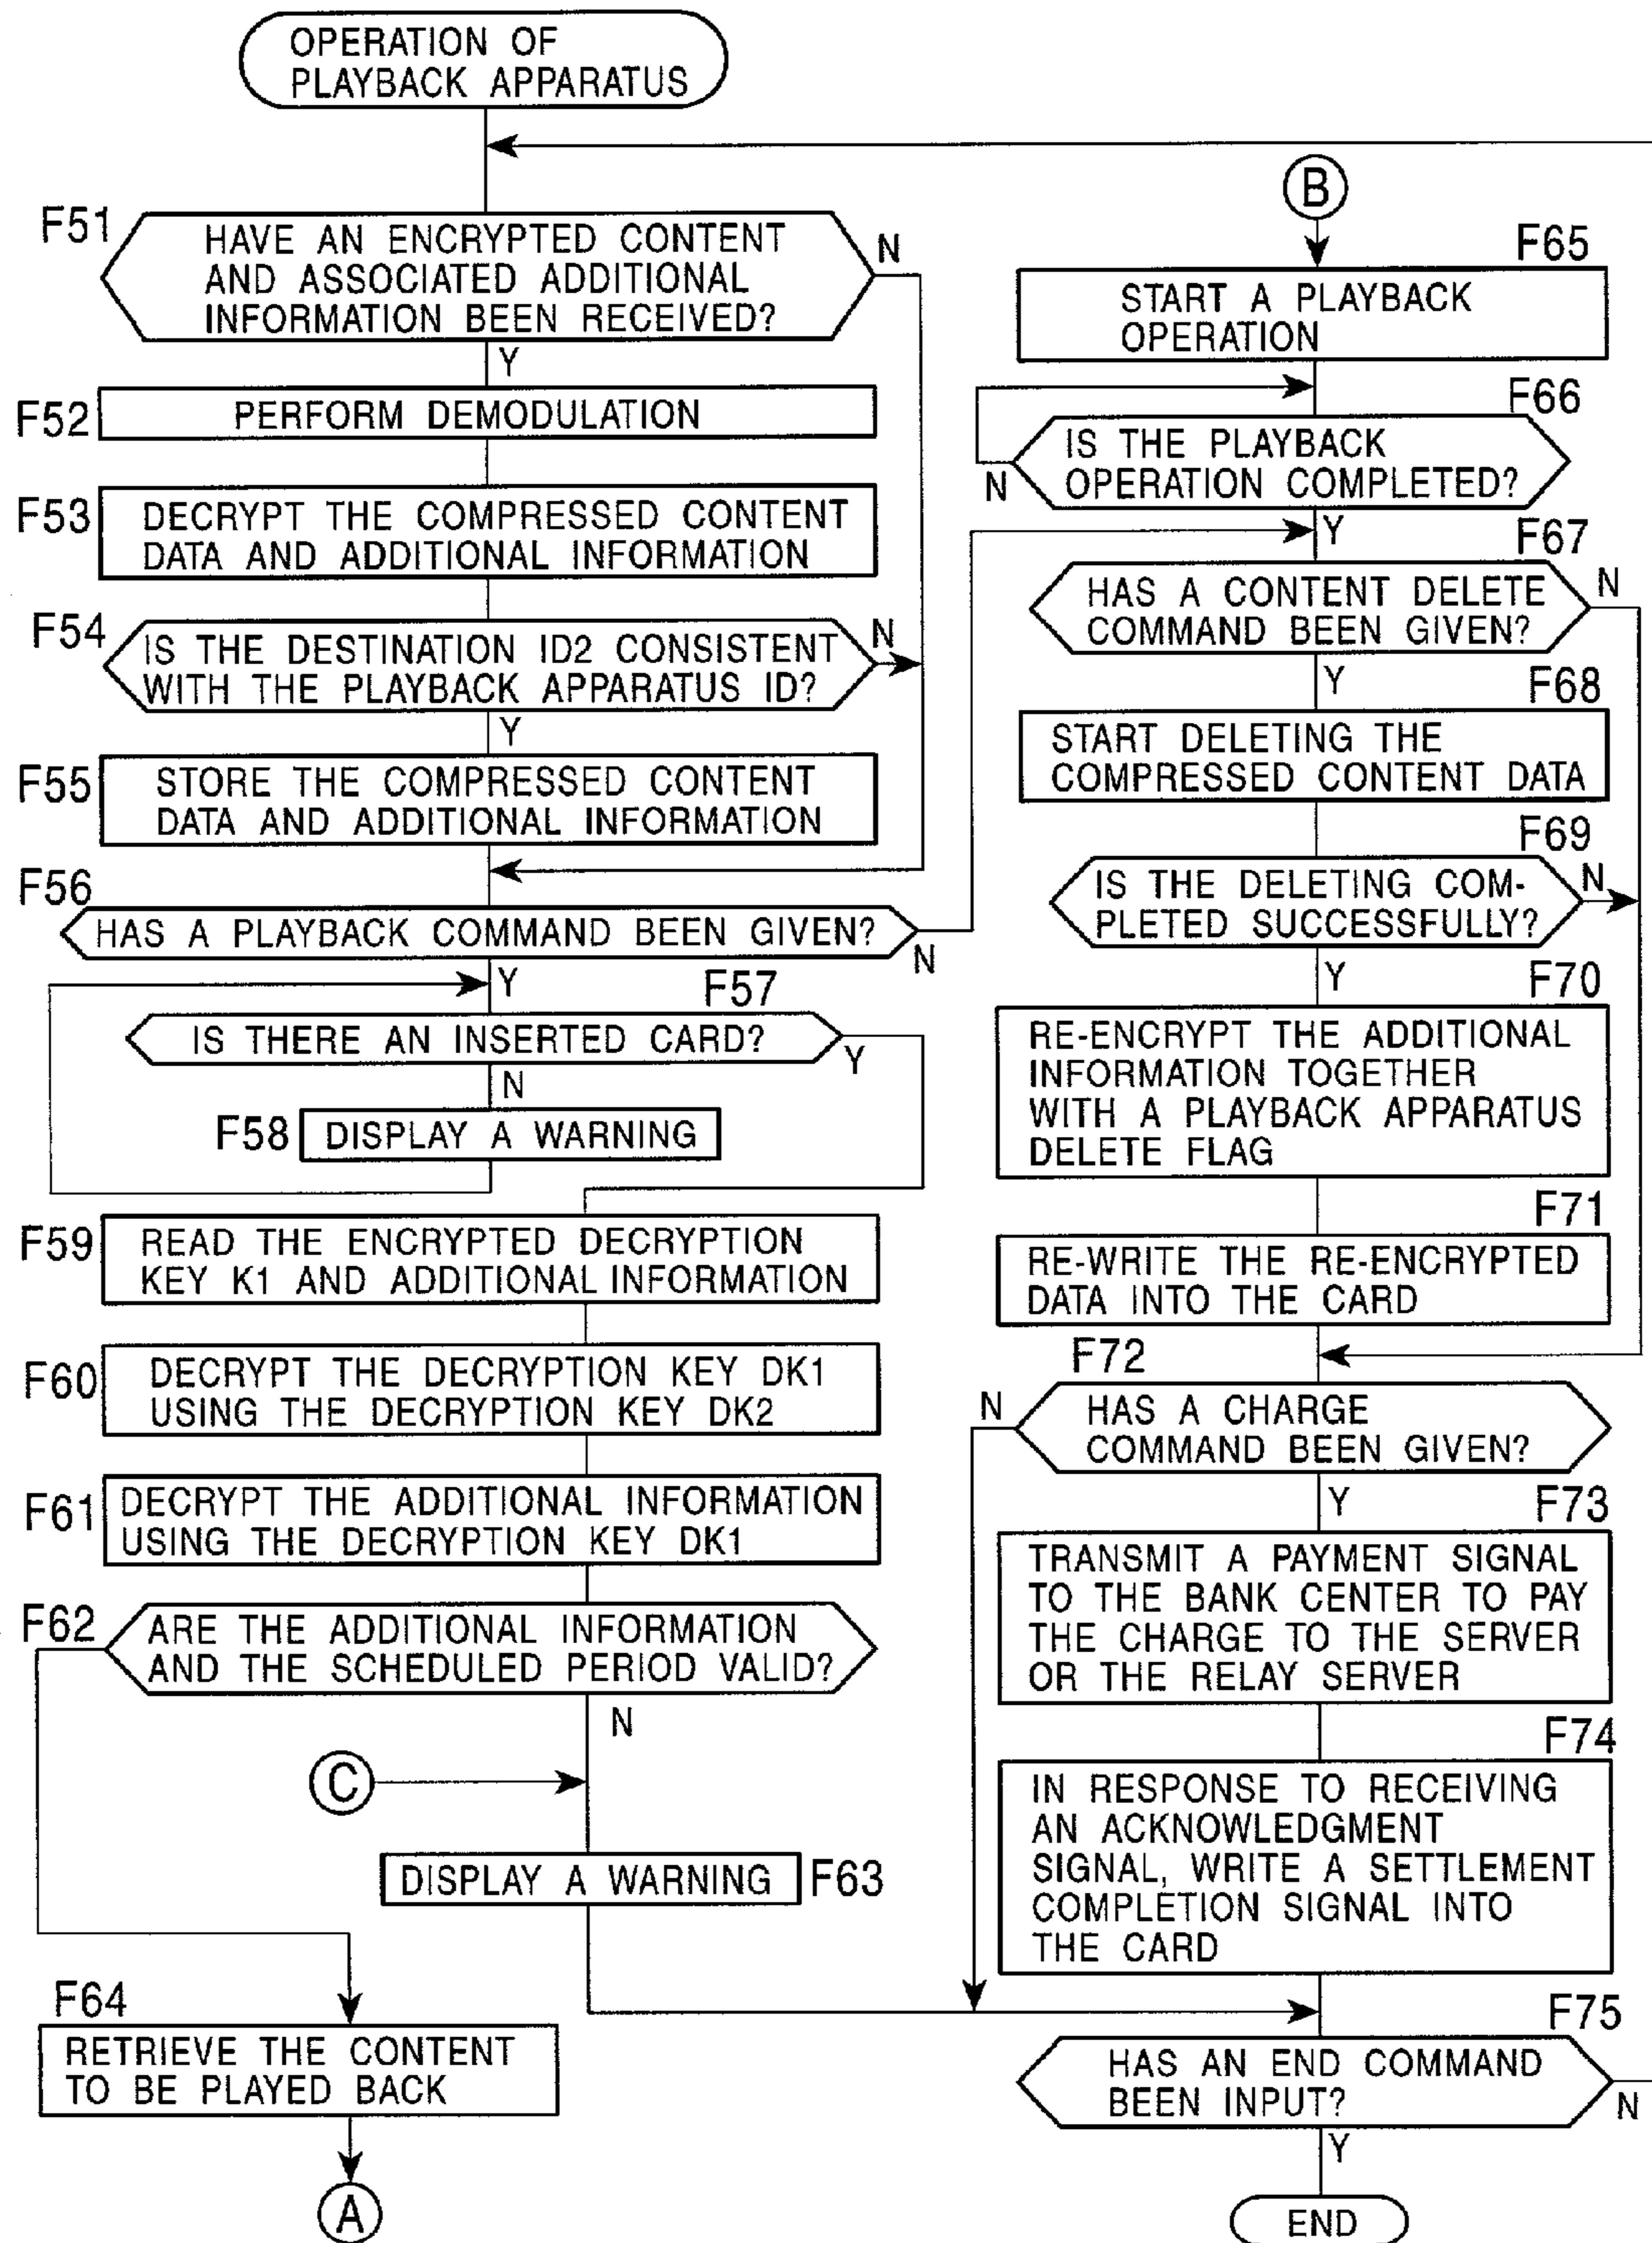 OPERATION OF
PLAYBACK APPARATUS
F51
HAVE AN ENCRYPTED CONTENT
AND ASSOCIATED ADDITIONAL
INFORMATION BEEN RECEIVED?
N
Y
F52
PERFORM DEMODULATION
F53
DECRYPT THE COMPRESSED CONTENT
DATA AND ADDITIONAL INFORMATION
F54
IS THE DESTINATION ID2 CONSISTENT
WITH THE PLAYBACK APPARATUS ID?
N
Y
F55
STORE THE COMPRESSED CONTENT
DATA AND ADDITIONAL INFORMATION
F56
HAS A PLAYBACK COMMAND BEEN GIVEN?
N
Y
F57
IS THERE AN INSERTED CARD?
Y
N
F58
DISPLAY A WARNING
F59
READ THE ENCRYPTED DECRYPTION
KEY K1 AND ADDITIONAL INFORMATION
F60
DECRYPT THE DECRYPTION KEY DK1
USING THE DECRYPTION KEY DK2
F61
DECRYPT THE ADDITIONAL INFORMATION
USING THE DECRYPTION KEY DK1
F62
ARE THE ADDITIONAL INFORMATION
AND THE SCHEDULED PERIOD VALID?
N
C
DISPLAY A WARNING
F63
F64
RETRIEVE THE CONTENT
TO BE PLAYED BACK
A
B
F65
START A PLAYBACK
OPERATION
F66
IS THE PLAYBACK
OPERATION COMPLETED?
N
Y
F67
HAS A CONTENT DELETE
COMMAND BEEN GIVEN?
N
Y
F68
START DELETING THE
COMPRESSED CONTENT DATA
F69
IS THE DELETING COM-
PLETED SUCCESSFULLY?
N
Y
F70
RE-ENCRYPT THE ADDITIONAL
INFORMATION TOGETHER
WITH A PLAYBACK APPARATUS
DELETE FLAG
F71
RE-WRITE THE RE-ENCRYPTED
DATA INTO THE CARD
F72
HAS A CHARGE
COMMAND BEEN GIVEN?
N
Y
F73
TRANSMIT A PAYMENT SIGNAL
TO THE BANK CENTER TO PAY
THE CHARGE TO THE SERVER
OR THE RELAY SERVER
F74
IN RESPONSE TO RECEIVING
AN ACKNOWLEDGMENT
SIGNAL, WRITE A SETTLEMENT
COMPLETION SIGNAL INTO
THE CARD
F75
HAS AN END COMMAND
BEEN INPUT?
N
Y
END